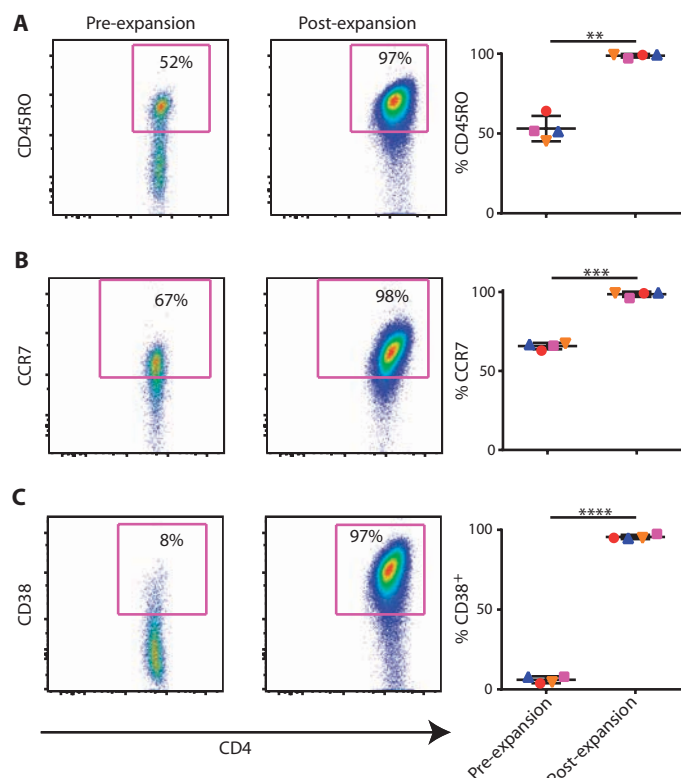 A
Pre-expansion
Post-expansion
CD45RO
52%
97%
% CD45RO
100
50
0
**
B
CCR7
67%
98%
% CCR7
100
50
0
***
C
CD38
8%
97%
% CD38+
100
50
0
****
CD4
Pre-expansion
Post-expansion